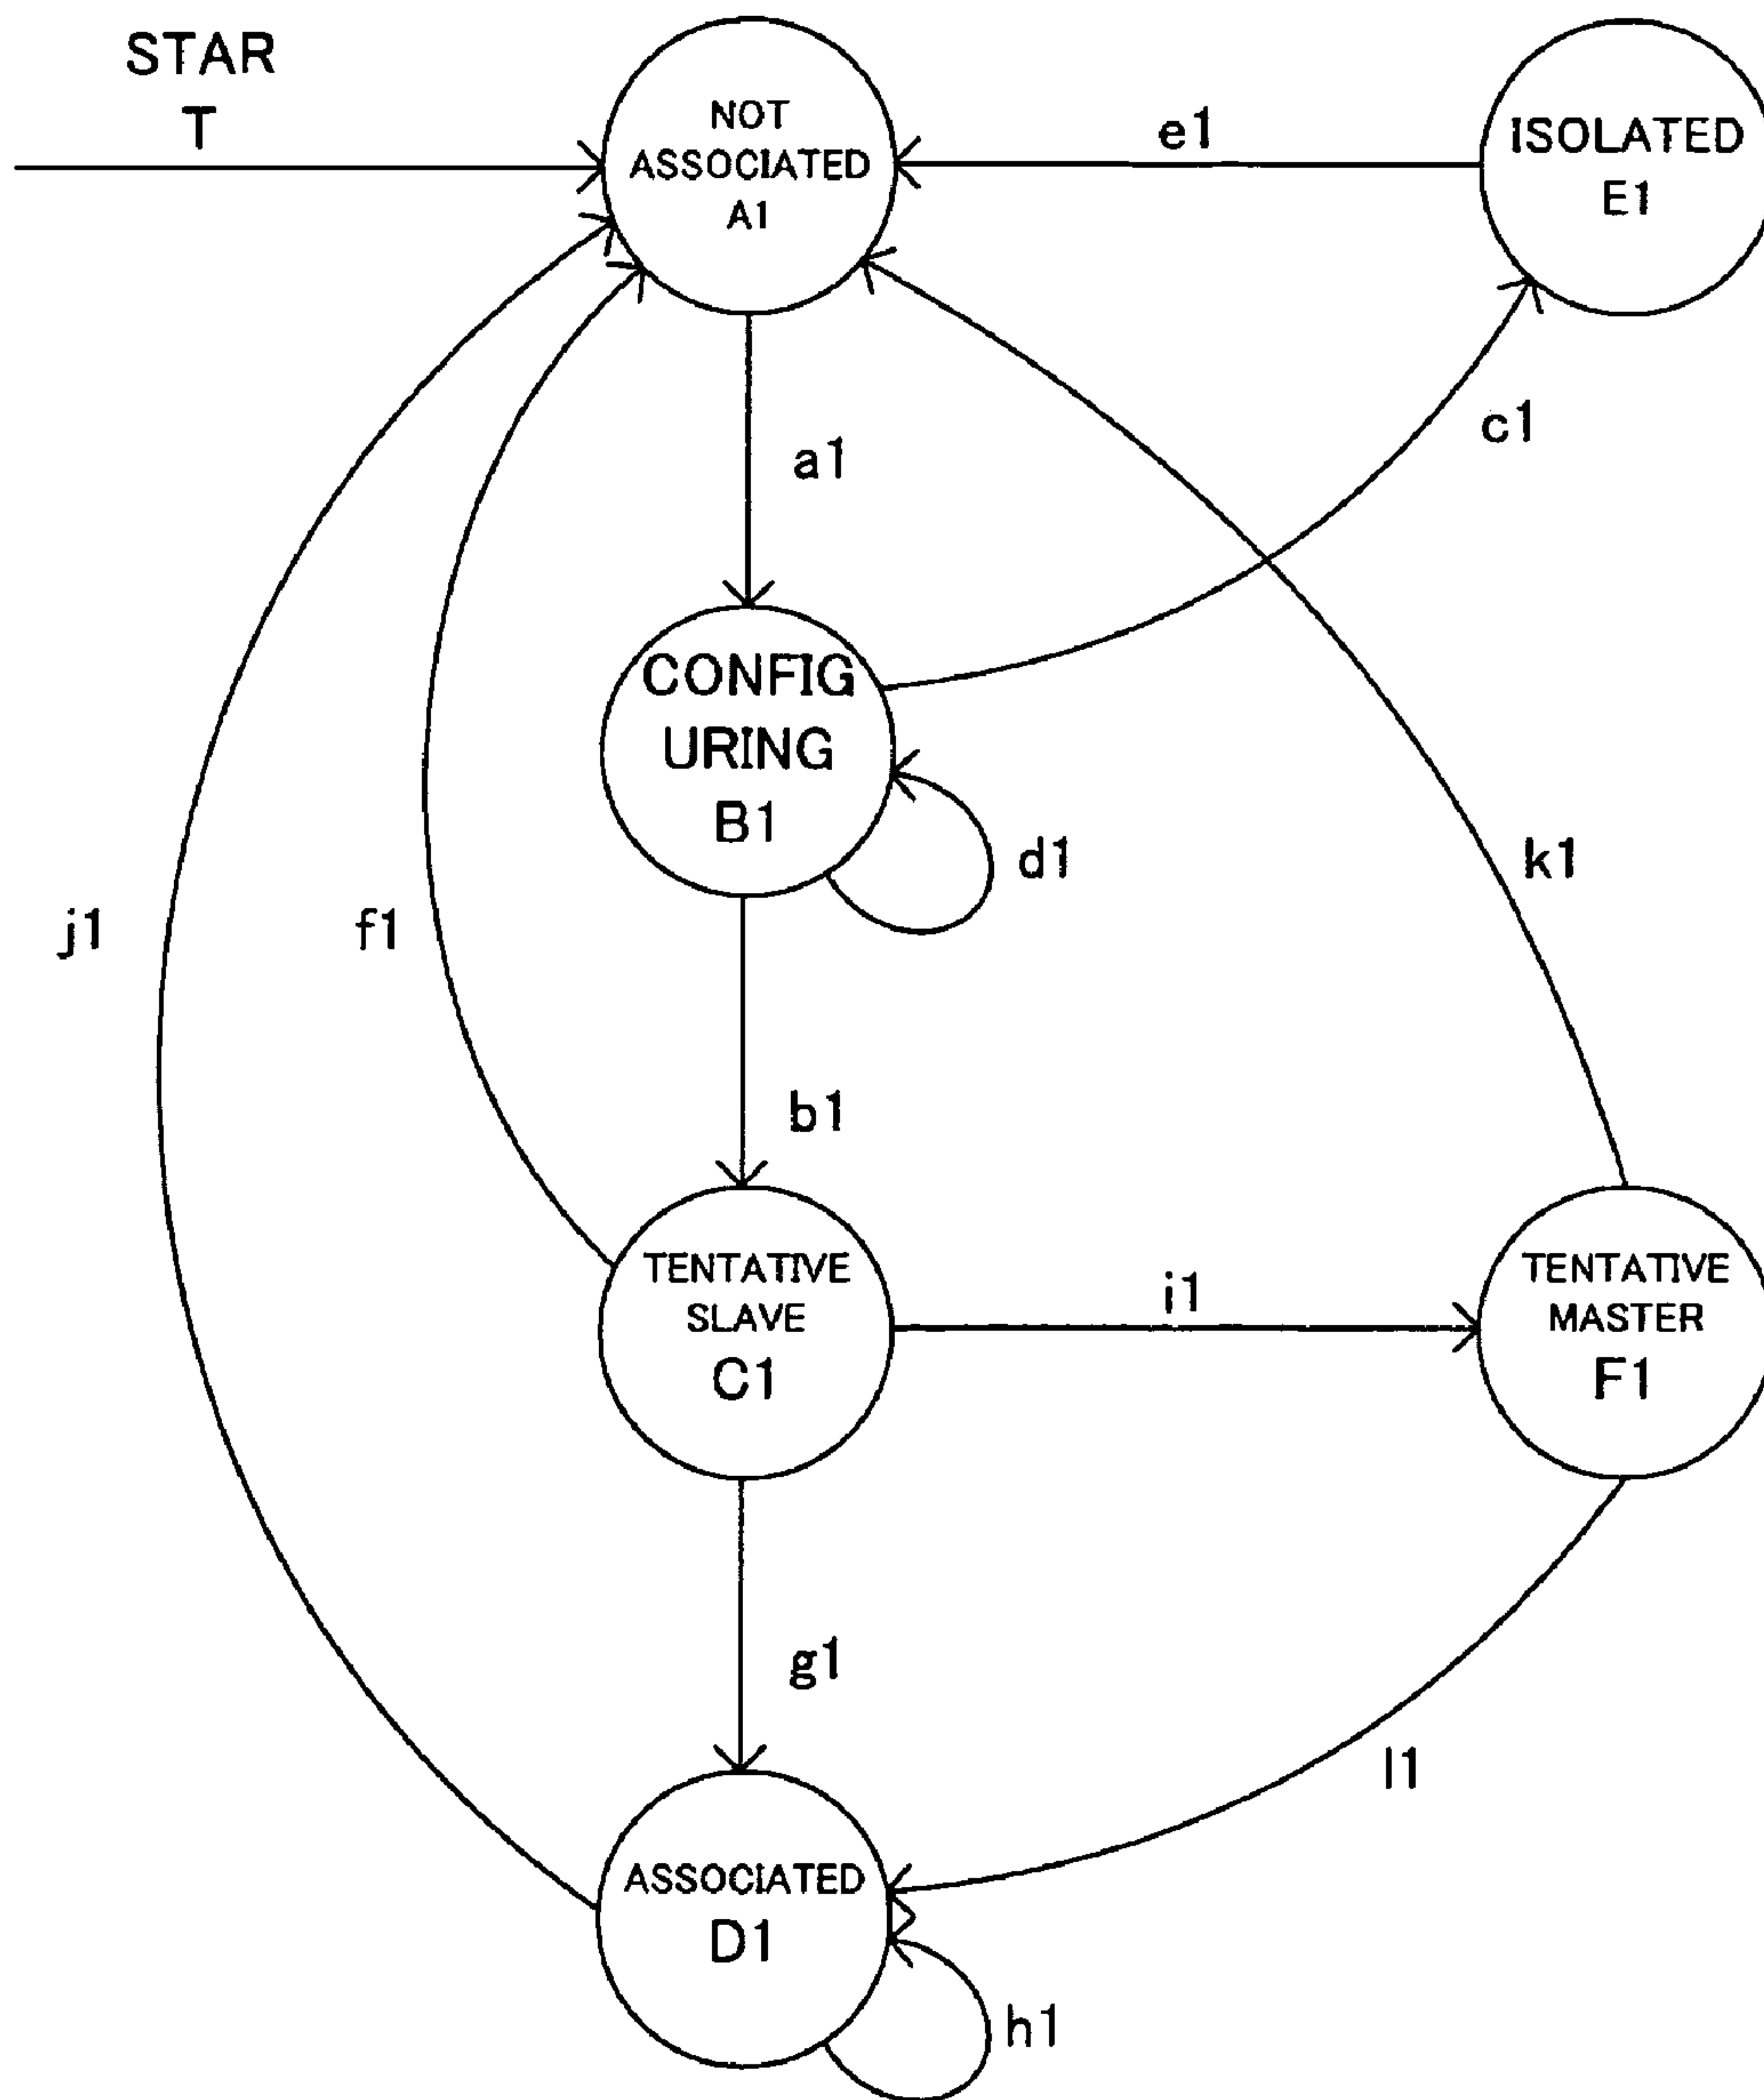 STAR
T
NOT
ASSOCIATED
A1
e1
ISOLATED
E1
a1
c1
CONFIG
URING
B1
d1
k1
j1
f1
b1
TENTATIVE
SLAVE
C1
i1
TENTATIVE
MASTER
F1
g1
l1
ASSOCIATED
D1
h1